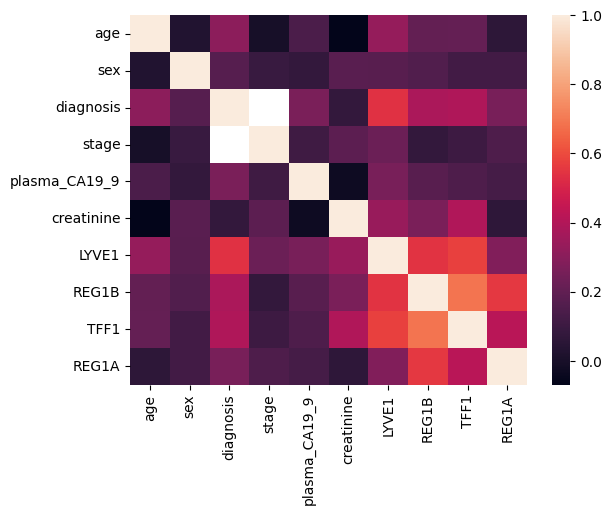 age
sex
diagnosis
stage
plasma_CA19_9
creatinine
LYVE1
REG1B
TFF1
REG1A
age
sex
diagnosis
stage
plasma_CA19_9
creatinine
LYVE1
REG1B
TFF1
REG1A
1.0
0.8
0.6
0.4
0.2
0.0